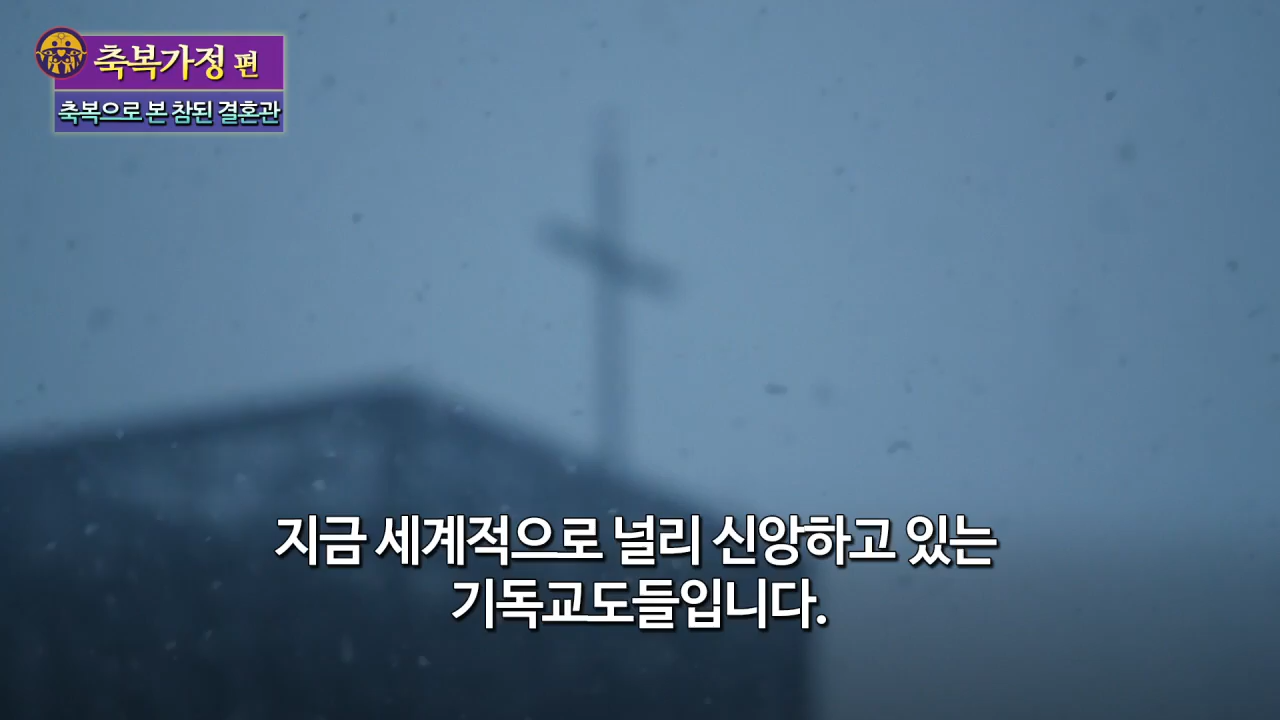 축복가정 편
축복으로 본 참된 결혼관
지금 세계적으로 널리 신앙하고 있는
기독교도들입니다.